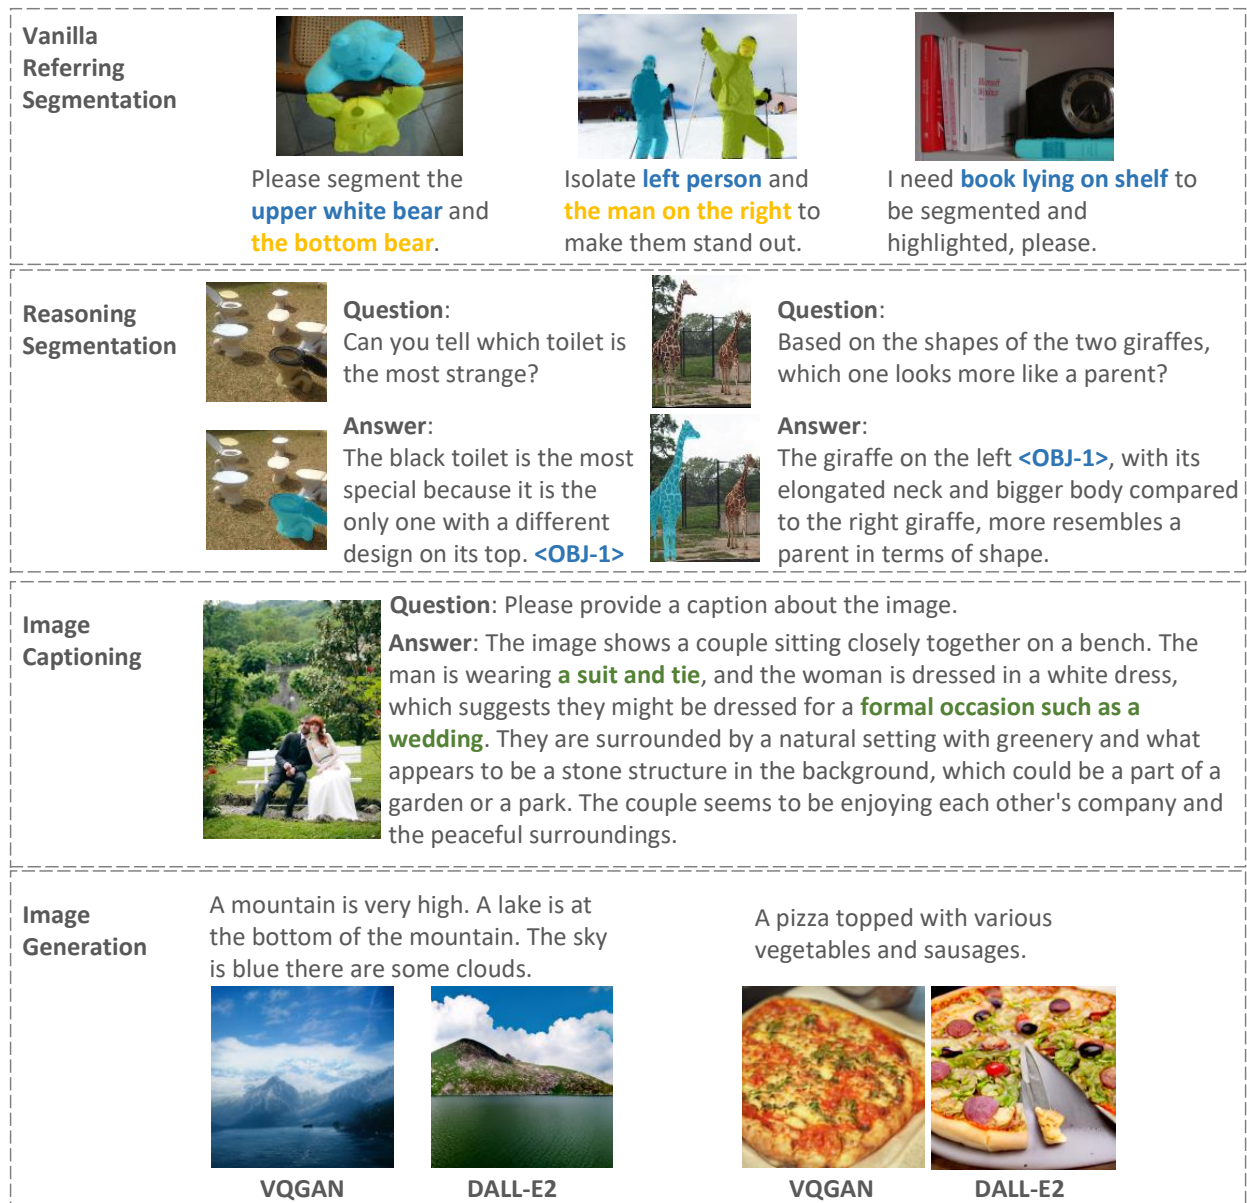 Vanilla
Referring
Segmentation
Please segment the
upper white bear and
the bottom bear.
Isolate left person and
the man on the right to
make them stand out.
I need book lying on shelf to
be segmented and
highlighted, please.
Reasoning
Segmentation
Question:
Can you tell which toilet is
the most strange?
Answer:
The black toilet is the most
special because it is the
only one with a different
design on its top. <OBJ-1>
Question:
Based on the shapes of the two giraffes,
which one looks more like a parent?
Answer:
The giraffe on the left <OBJ-1>, with its
elongated neck and bigger body compared
to the right giraffe, more resembles a
parent in terms of shape.
Image
Captioning
Question: Please provide a caption about the image.
Answer: The image shows a couple sitting closely together on a bench. The
man is wearing a suit and tie, and the woman is dressed in a white dress,
which suggests they might be dressed for a formal occasion such as a
wedding. They are surrounded by a natural setting with greenery and what
appears to be a stone structure in the background, which could be a part of a
garden or a park. The couple seems to be enjoying each other's company and
the peaceful surroundings.
Image
Generation
A mountain is very high. A lake is at
the bottom of the mountain. The sky
is blue there are some clouds.
A pizza topped with various
vegetables and sausages.
VQGAN
DALL-E2
VQGAN
DALL-E2